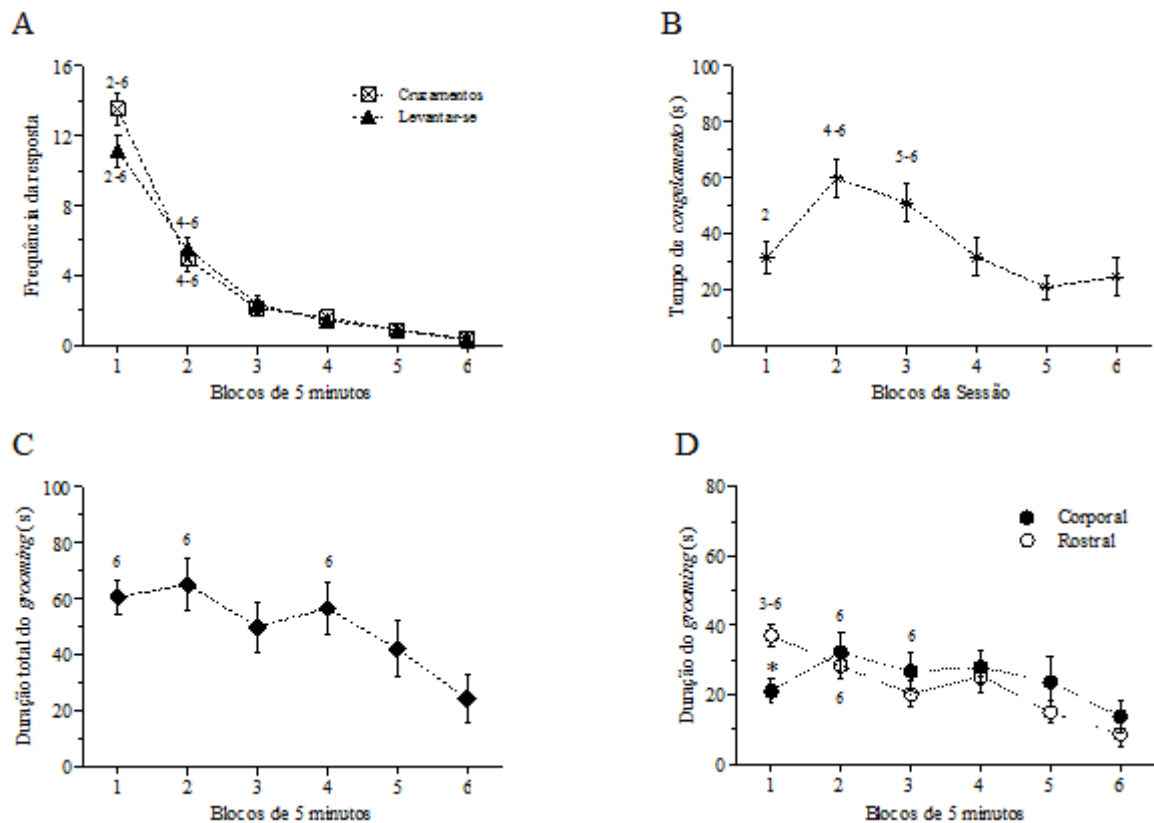 A
16
12
8
4
0
Frequência da resposta
2-6
2-6
4-6
4-6
Cruzamentos
Levantar-se
1 2 3 4 5 6
Blocos de 5 minutos
B
100
80
60
40
20
0
Tempo de congelamento (s)
2
4-6
5-6
1 2 3 4 5 6
Blocos da Sessão
C
100
80
60
40
20
0
Duração total do grooming (s)
6
6
6
1 2 3 4 5 6
Blocos de 5 minutos
D
80
60
40
20
0
Duração do grooming (s)
Corporal
Rostral
3-6
*
6
6
6
1 2 3 4 5 6
Blocos de 5 minutos